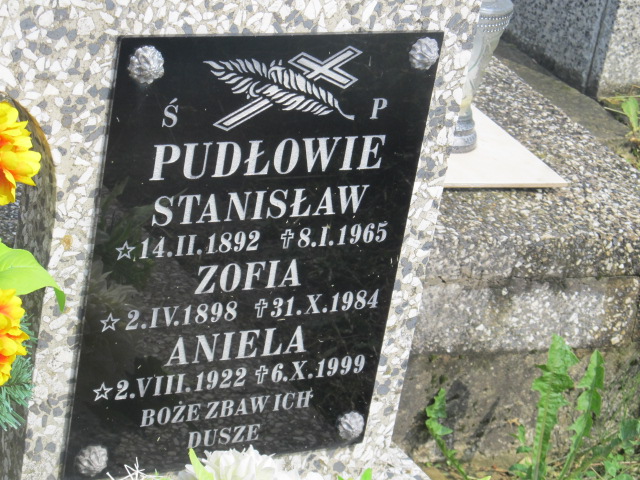 Ś P
PUDŁOWIE
STANISŁAW
☆ 14.II.1892 ✝ 8.I.1965
ZOFIA
☆ 2.IV.1898 ✝ 31.X.1984
ANIELA
☆ 2.VIII.1922 ✝ 6.X.1999
BOŻE ZBAW ICH
DUSZE